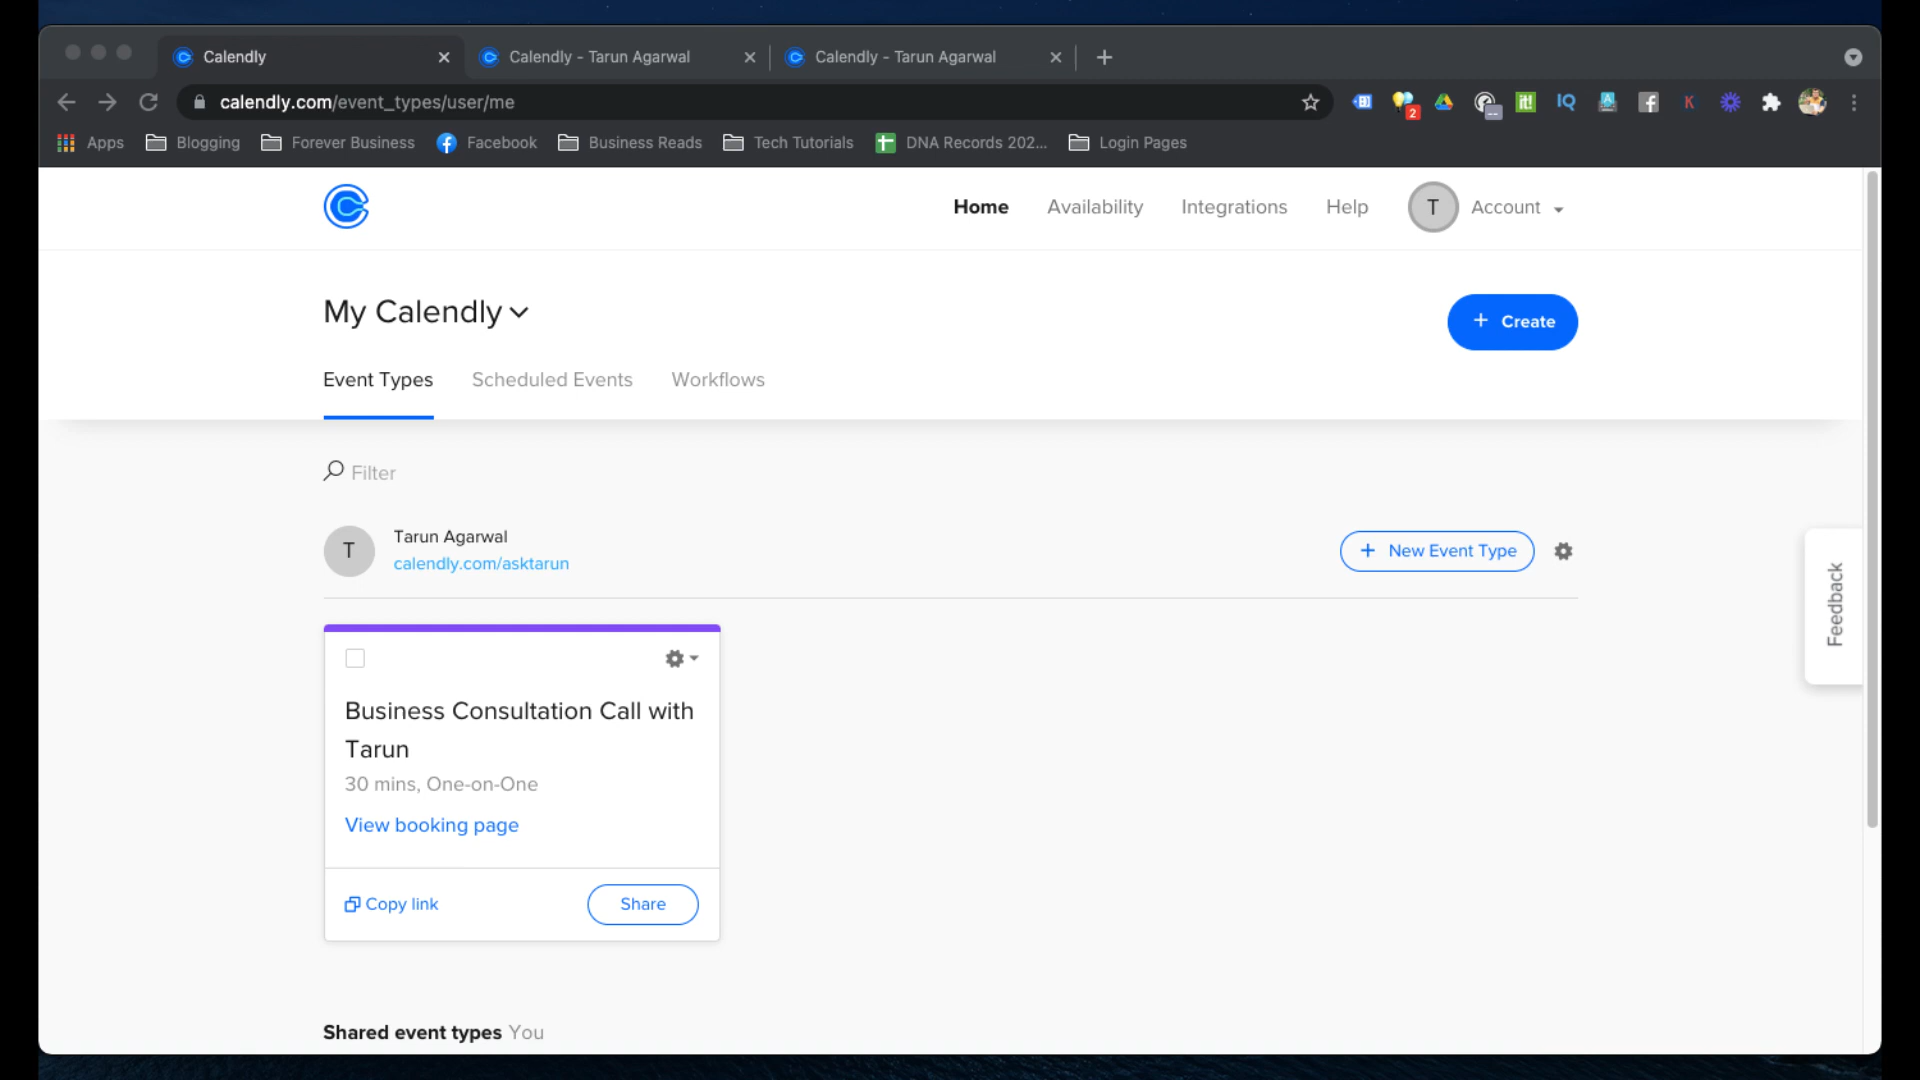 Calendly
Calendly - Tarun Agarwal
Calendly - Tarun Agarwal
calendly.com/event_types/user/me
2
it!
IQ
K
Apps
Blogging
Forever Business
Facebook
Business Reads
Tech Tutorials
DNA Records 202...
Login Pages
Home
Availability
Integrations
Help
T
Account
My Calendly
+ Create
Event Types
Scheduled Events
Workflows
Filter
T
Tarun Agarwal
calendly.com/asktarun
+ New Event Type
Feedback
Business Consultation Call with
Tarun
30 mins, One-on-One
View booking page
Copy link
Share
Shared event types You